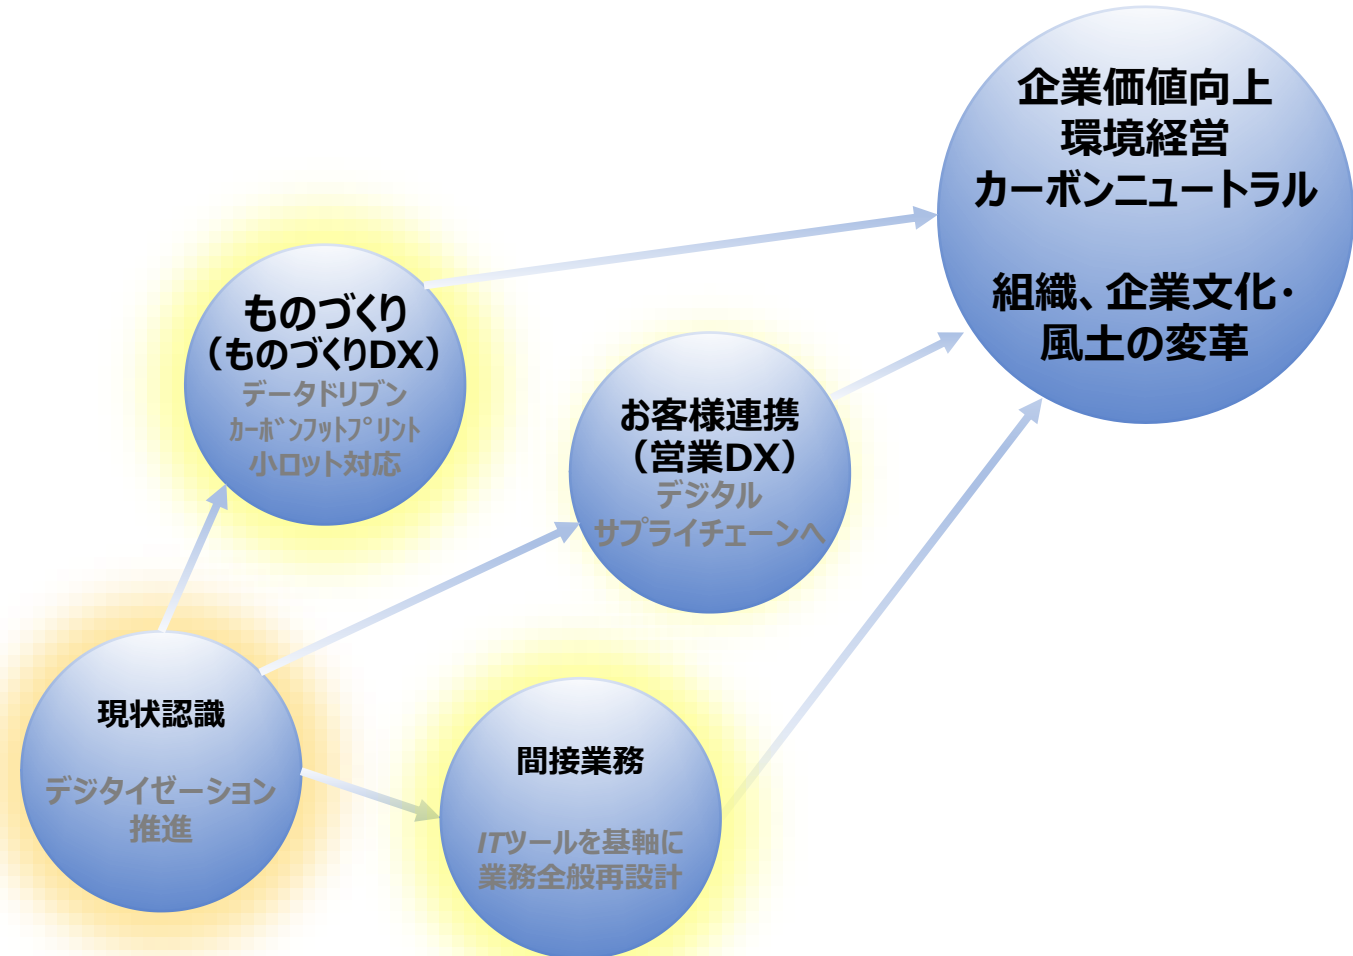 企業価値向上
環境経営
カーボンニュートラル
組織、企業文化・
風土の変革
ものづくり
（ものづくりDX）
データドリブン
ｶｰﾎﾞﾝﾌｯﾄﾌﾟﾘﾝﾄ
小ロット対応
お客様連携
（営業DX）
デジタル
サプライチェーンへ
現状認識
デジタイゼーション
推進
間接業務
ITツールを基軸に
業務全般再設計